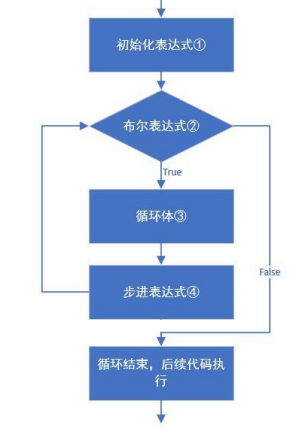 初始化表达式①
布尔表达式②
True
循环体③
False
步进表达式④
循环结束，后续代码执
行